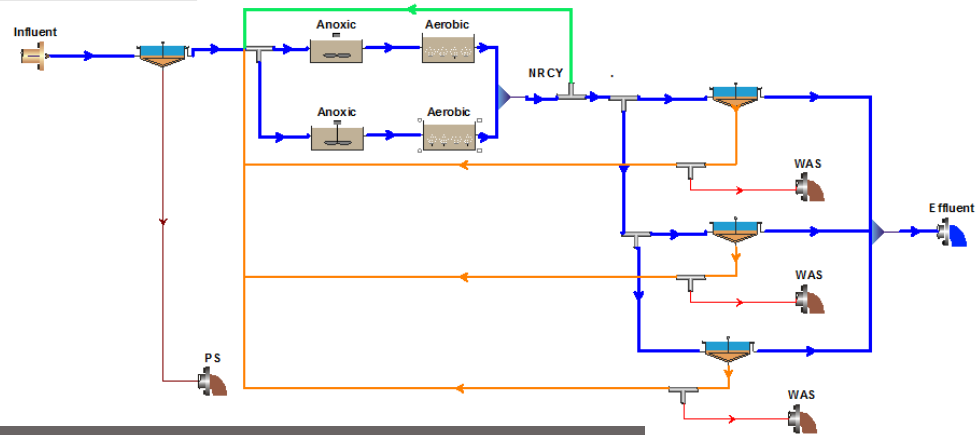 Influent
Anoxic
Aerobic
NRCY
Anoxic
Aerobic
WAS
Effluent
WAS
PS
WAS